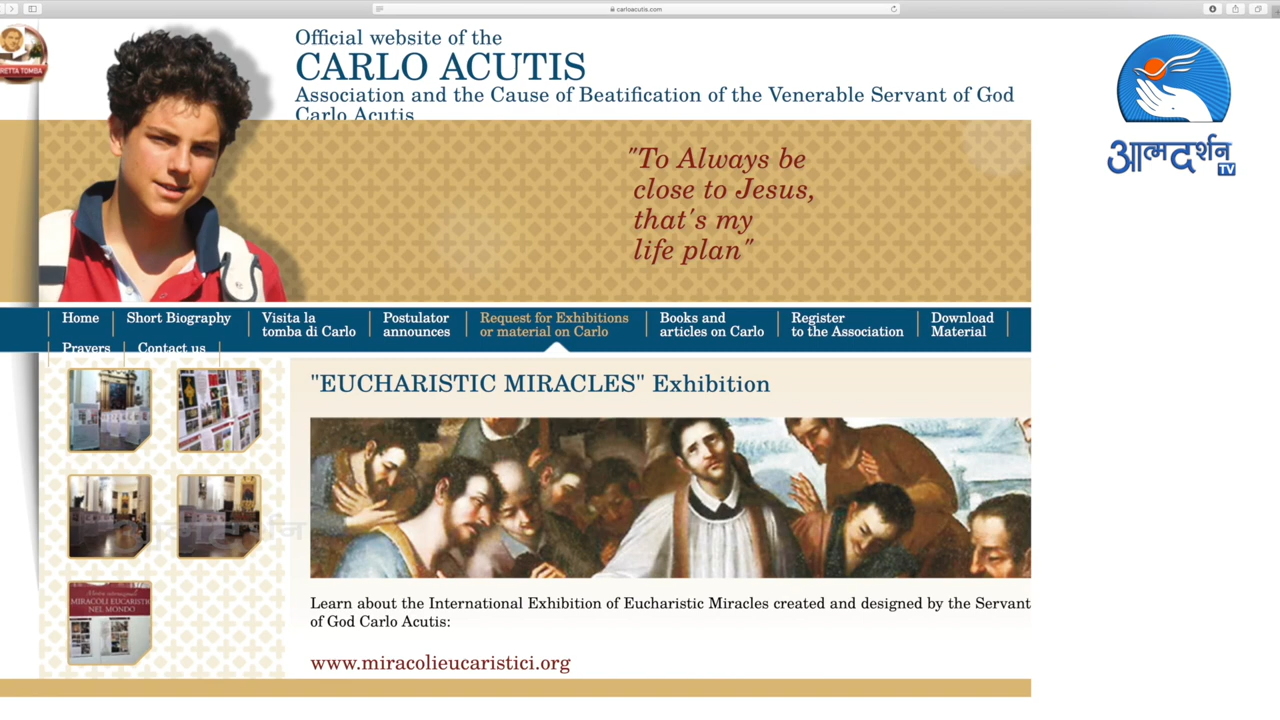 carloacutis.com
RETTA TOMBA
Official website of the
CARLO ACUTIS
Association and the Cause of Beatification of the Venerable Servant of God
Carlo Acutis
"To Always be
close to Jesus,
that's my
life plan"
आत्मदर्शन
TV
Home
Short Biography
Visita la
tomba di Carlo
Postulator
announces
Request for Exhibitions
or material on Carlo
Books and
articles on Carlo
Register
to the Association
Download
Material
Prayers
Contact us
"EUCHARISTIC MIRACLES" Exhibition
आत्मदर्शन
MIRACOLI EUCARISTICI
NEL MONDO
Learn about the International Exhibition of Eucharistic Miracles created and designed by the Servant
of God Carlo Acutis:
www.miracolieucaristici.org